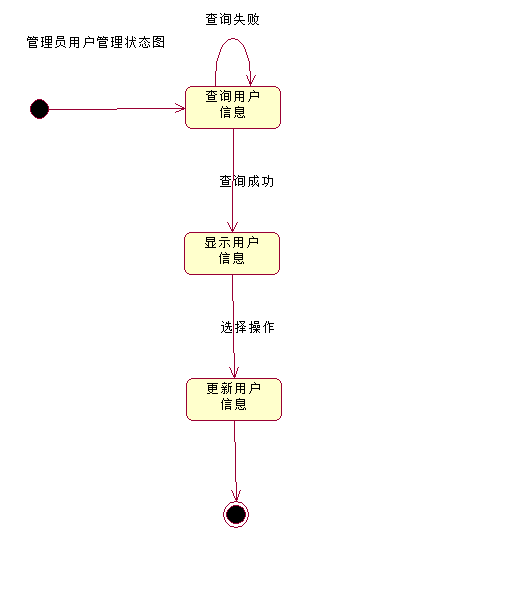 查询失败
管理员用户管理状态图
查询用户
信息
查询成功
显示用户
信息
选择操作
更新用户
信息